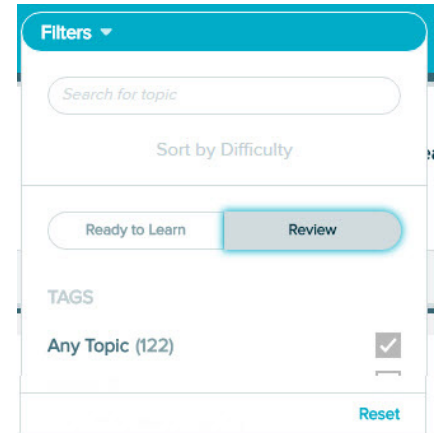 Filters
Search for topic
Sort by Difficulty
Ready to Learn Review
TAGS
Any Topic (122)
Reset